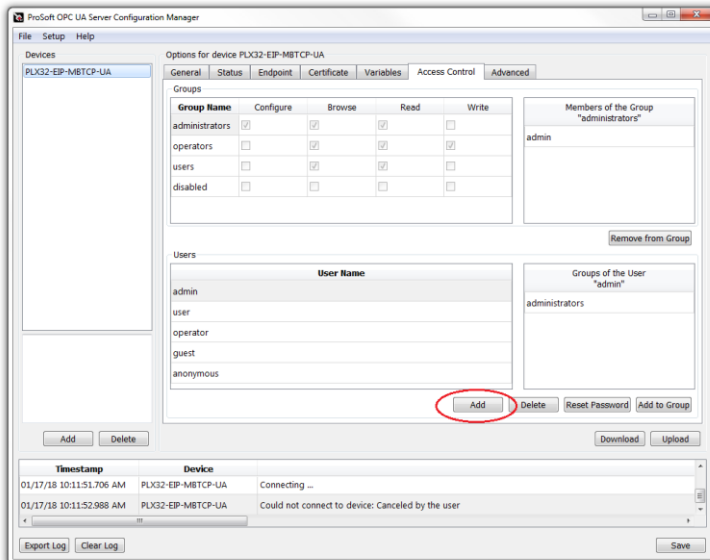 ProSoft OPC UA Server Configuration Manager
File Setup Help
Devices
PLX32-EIP-MBTCP-UA
Add Delete
Options for device PLX32-EIP-MBTCP-UA
General Status Endpoint Certificate Variables Access Control Advanced
Groups
Group Name Configure Browse Read Write
administrators
operators
users
disabled
Members of the Group
"administrators"
admin
Remove from Group
Users
User Name
admin
user
operator
guest
anonymous
Groups of the User
"admin"
administrators
Add Delete Reset Password Add to Group
Download Upload
Timestamp Device
01/17/18 10:11:51.706 AM PLX32-EIP-MBTCP-UA Connecting ...
01/17/18 10:11:52.988 AM PLX32-EIP-MBTCP-UA Could not connect to device: Canceled by the user
Export Log Clear Log Save